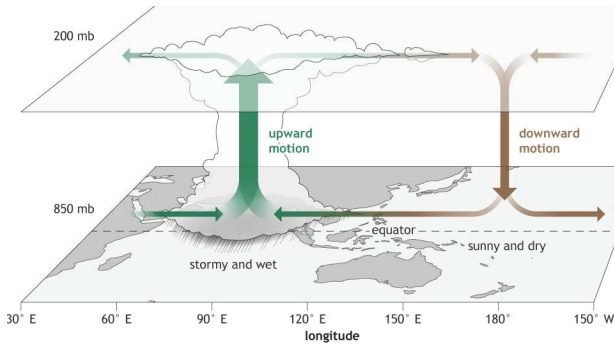 200 mb
upward
motion
downward
motion
850 mb
equator
sunny and dry
stormy and wet
30° E 60° E 90° E 120° E 150° E 180° 150° W
longitude